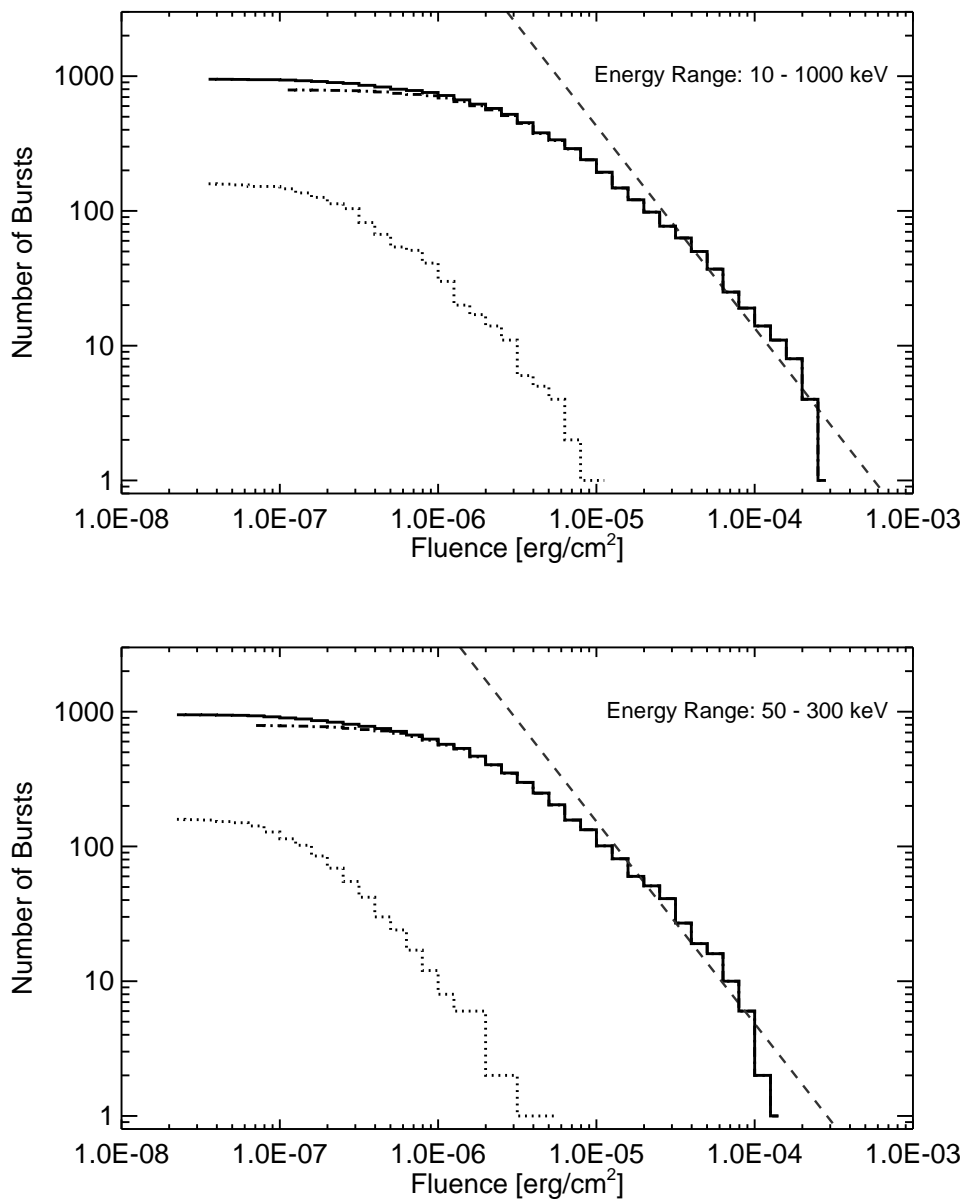 1000
100
10
1
Number of Bursts
Energy Range: 10 - 1000 keV
1.0E-08 1.0E-07 1.0E-06 1.0E-05 1.0E-04 1.0E-03
Fluence [erg/cm²]
1000
100
10
1
Number of Bursts
Energy Range: 50 - 300 keV
1.0E-08 1.0E-07 1.0E-06 1.0E-05 1.0E-04 1.0E-03
Fluence [erg/cm²]